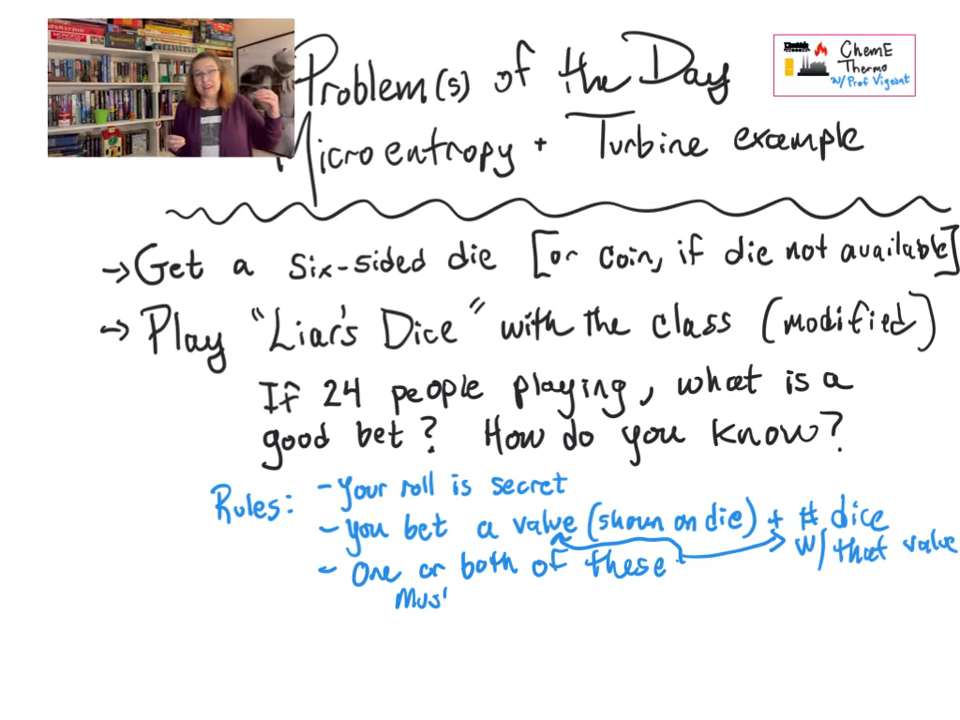 Problem(s) of the Day
Microentropy + Turbine example
ChemE
Thermo
w/ Prof Vigeant
→ Get a six-sided die [or coin, if die not available]
→ Play "Liar's Dice" with the class (modified)
If 24 people playing, what is a
good bet? How do you know?
Rules: - Your roll is secret
- You bet a value (shown on die) + # dice
w/ that value
- One or both of these
Mus